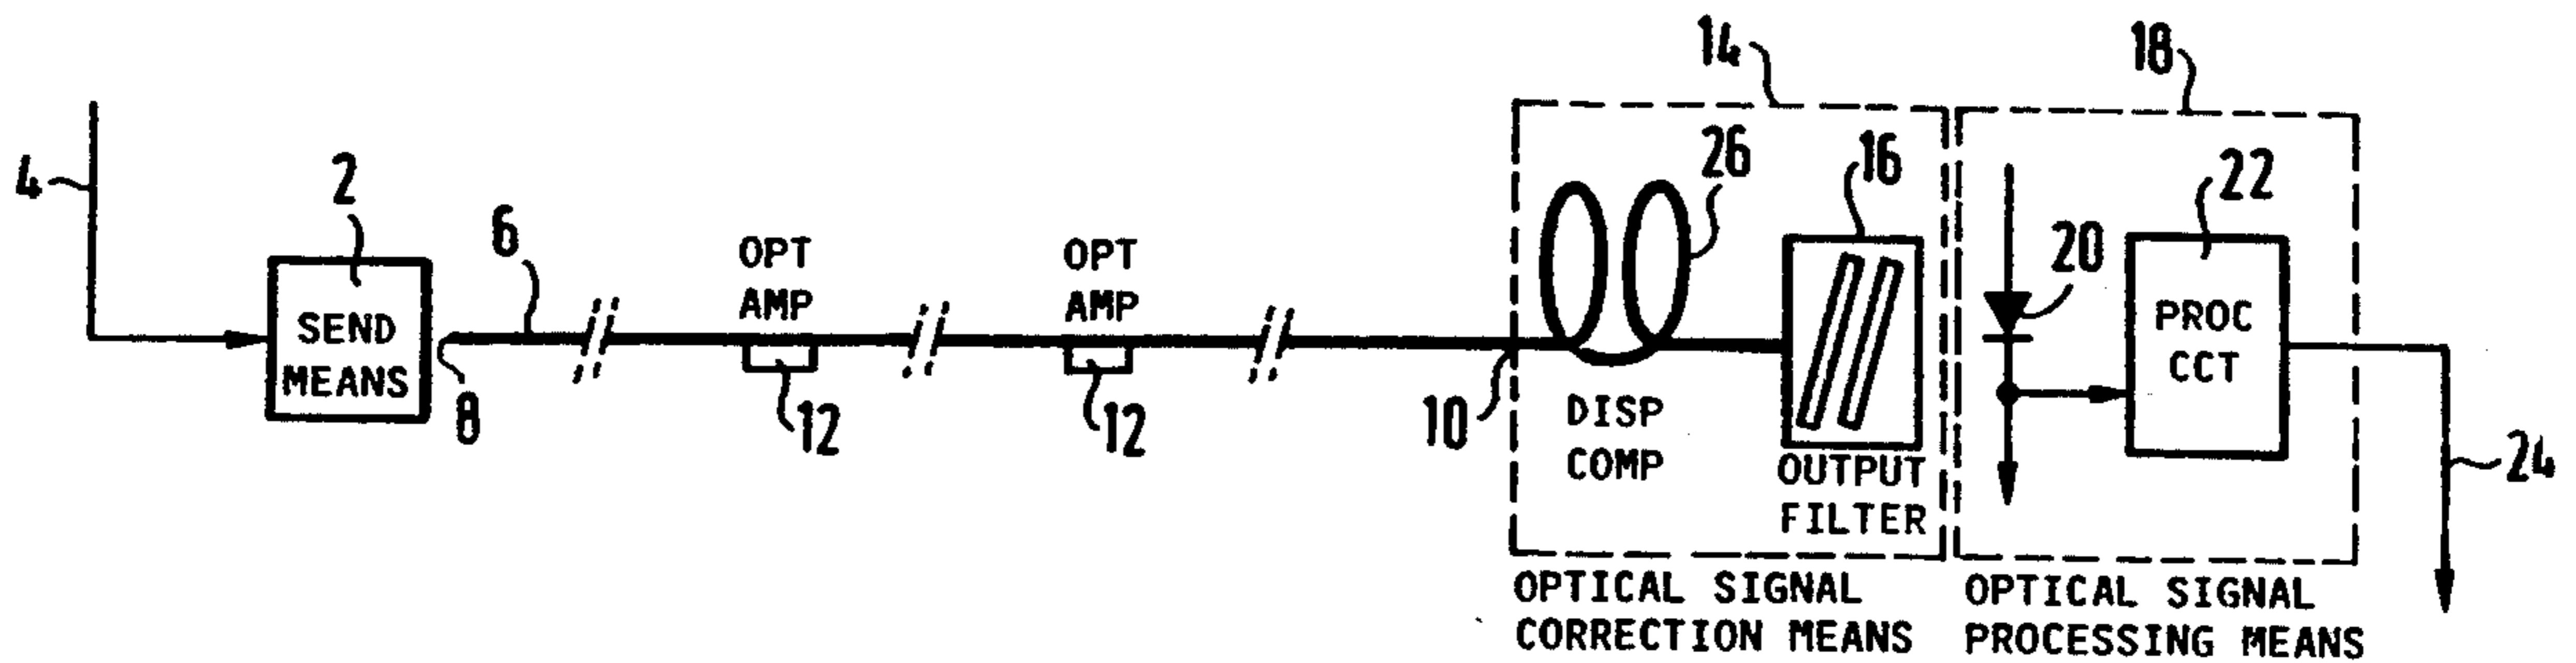 14
18
4
2
SEND
MEANS
6
8
OPT
AMP
12
OPT
AMP
12
10
26
DISP
COMP
16
OUTPUT
FILTER
20
22
PROC
CCT
24
OPTICAL SIGNAL
CORRECTION MEANS
OPTICAL SIGNAL
PROCESSING MEANS